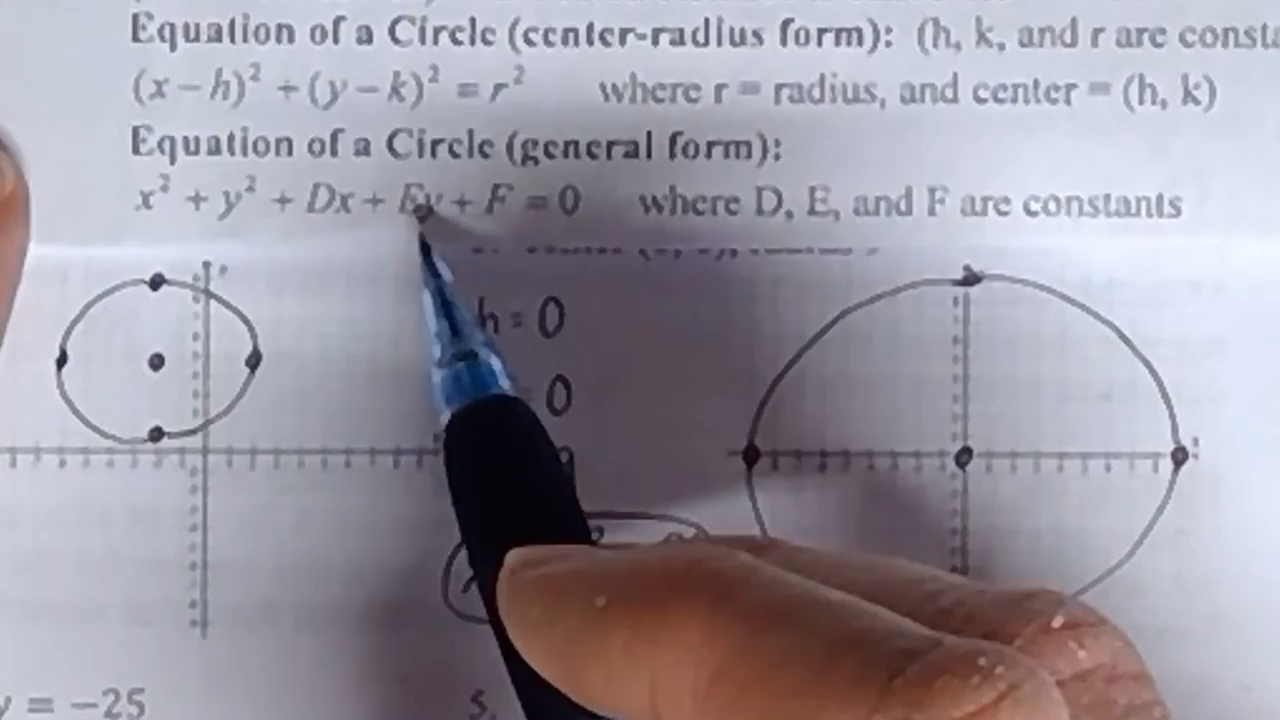 Equation of a Circle (center-radius form): (h, k, and r are
(x − h)² + (y − k)² = r² where r = radius, and center = (h, k)
Equation of a Circle (general form):
x² + y² + Dx + Ey + F = 0 where D, E, and F are constants
h = 0
0
y = −25
5.